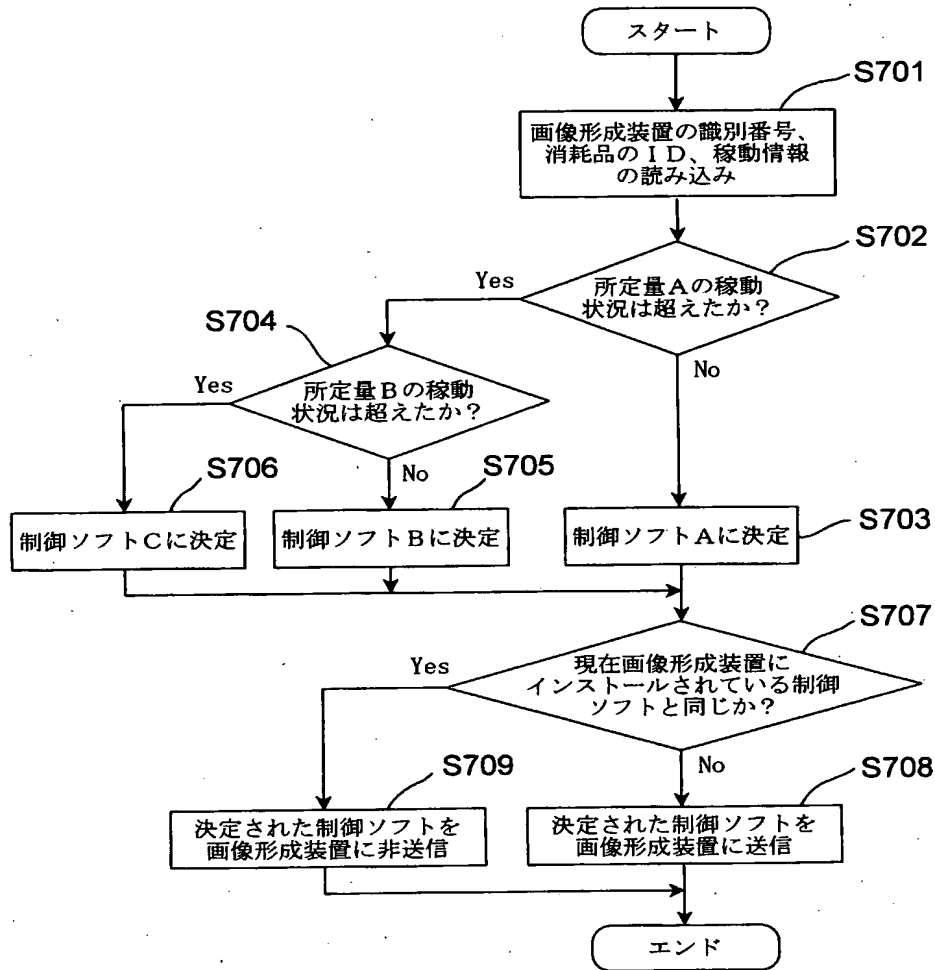 スタート
S701
画像形成装置の識別番号、
消耗品のＩＤ、稼動情報
の読み込み
S702
Yes
所定量Ａの稼動
状況は超えたか？
S704
No
Yes
所定量Ｂの稼動
状況は超えたか？
S706
No
S705
制御ソフトＣに決定
制御ソフトＢに決定
制御ソフトＡに決定
S703
S707
Yes
現在画像形成装置に
インストールされている制御
ソフトと同じか？
S709
No
S708
決定された制御ソフトを
画像形成装置に非送信
決定された制御ソフトを
画像形成装置に送信
エンド